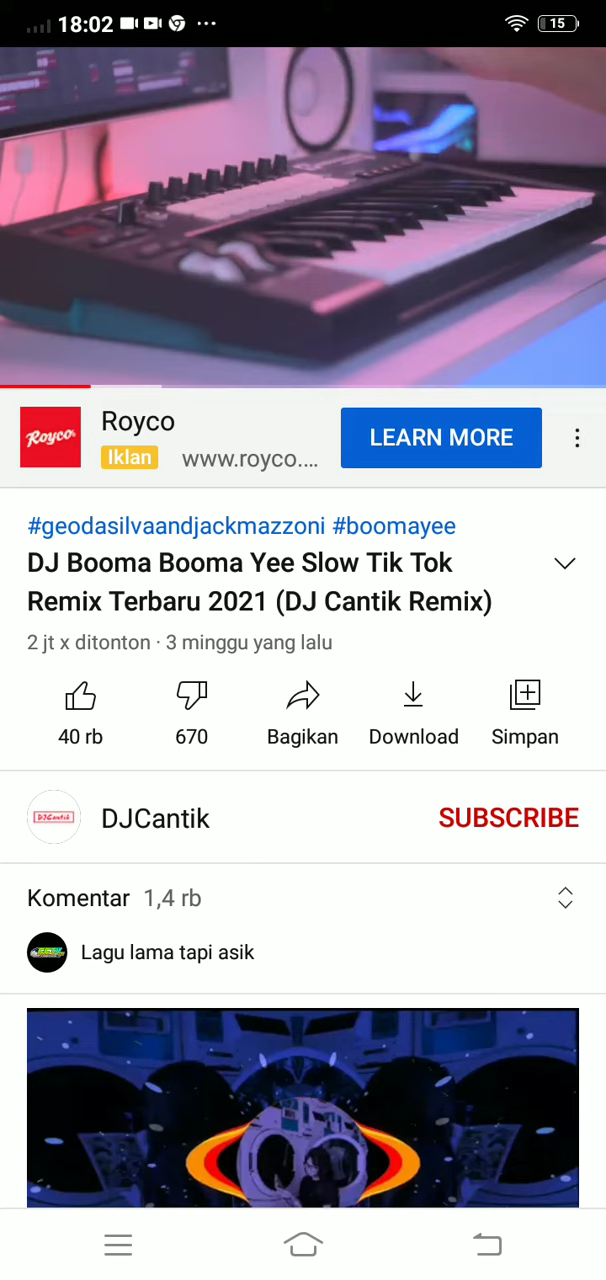 18:02
15
Royco
Royco
Iklan www.royco....
LEARN MORE
#geodasilvaandjackmazzoni #boomayee
DJ Booma Booma Yee Slow Tik Tok
Remix Terbaru 2021 (DJ Cantik Remix)
2 jt x ditonton · 3 minggu yang lalu
40 rb 670 Bagikan Download Simpan
DJCantik
DJCantik SUBSCRIBE
Komentar 1,4 rb
Lagu lama tapi asik